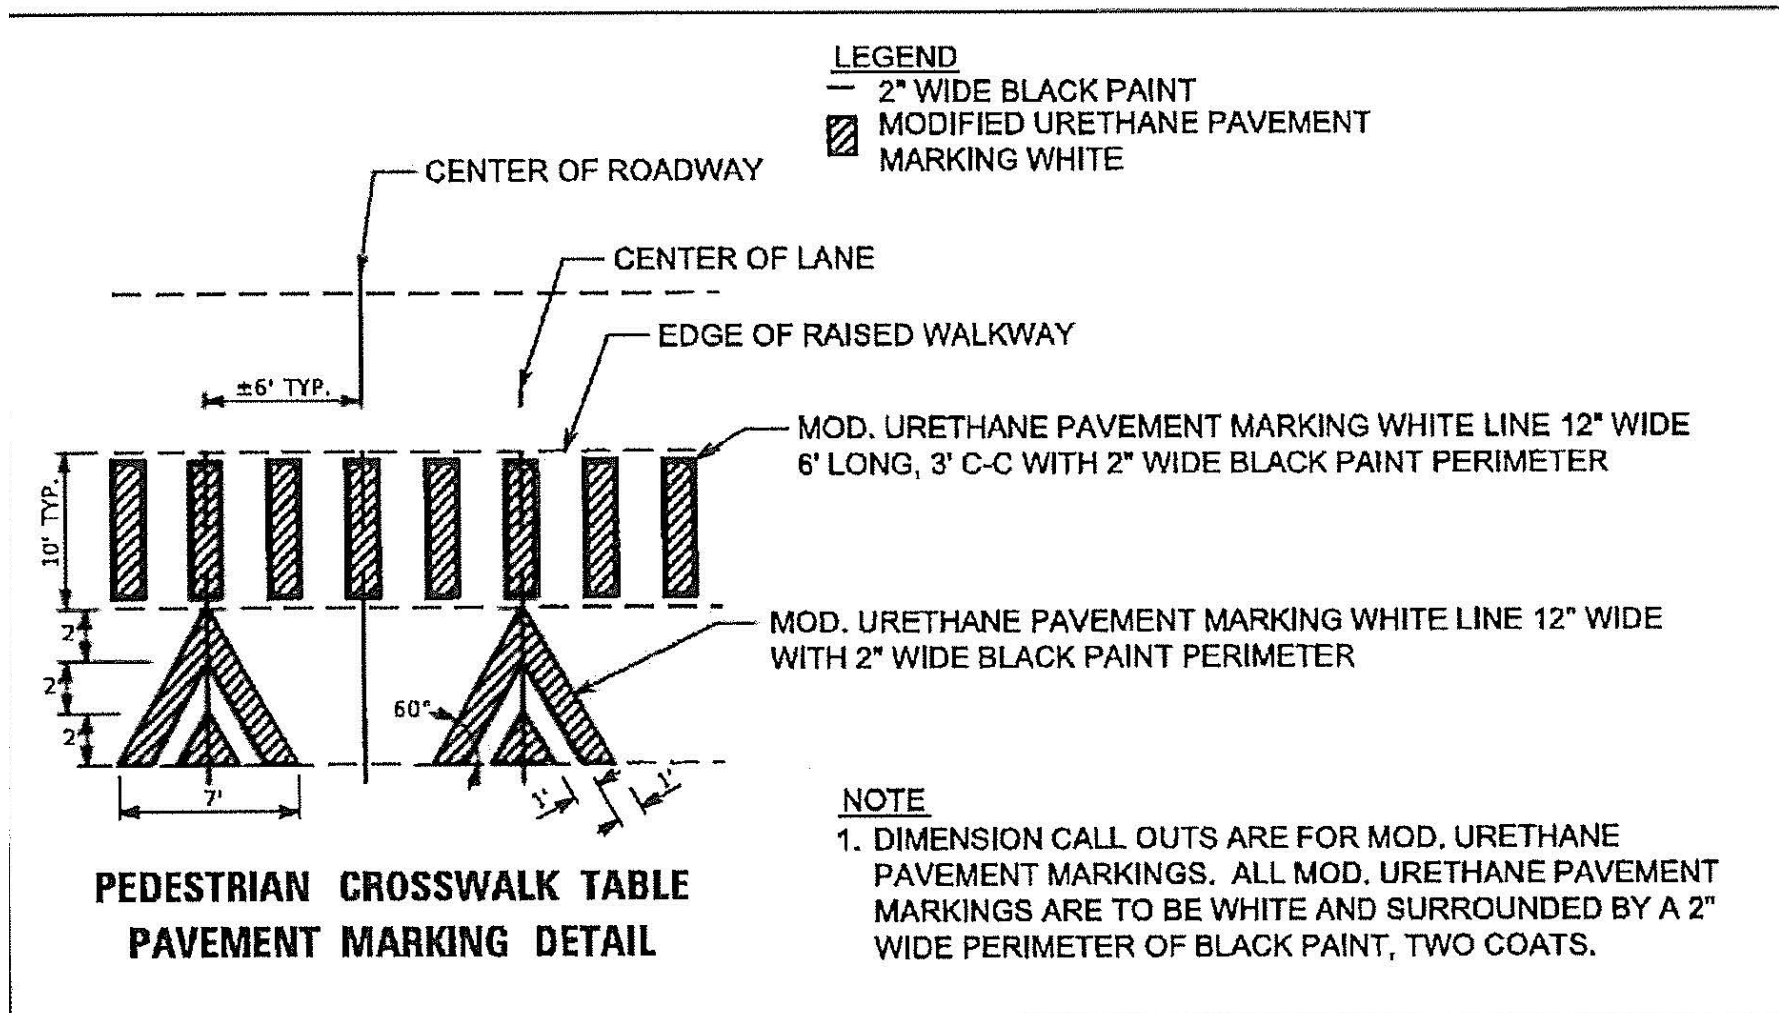 LEGEND
2" WIDE BLACK PAINT
MODIFIED URETHANE PAVEMENT
MARKING WHITE
CENTER OF ROADWAY
CENTER OF LANE
EDGE OF RAISED WALKWAY
±6' TYP.
MOD. URETHANE PAVEMENT MARKING WHITE LINE 12" WIDE
6' LONG, 3' C-C WITH 2" WIDE BLACK PAINT PERIMETER
10' TYP.
MOD. URETHANE PAVEMENT MARKING WHITE LINE 12" WIDE
WITH 2" WIDE BLACK PAINT PERIMETER
2'
2'
2'
60°
7'
1'
1'
PEDESTRIAN CROSSWALK TABLE
PAVEMENT MARKING DETAIL
NOTE
1. DIMENSION CALL OUTS ARE FOR MOD. URETHANE
PAVEMENT MARKINGS. ALL MOD. URETHANE PAVEMENT
MARKINGS ARE TO BE WHITE AND SURROUNDED BY A 2"
WIDE PERIMETER OF BLACK PAINT, TWO COATS.